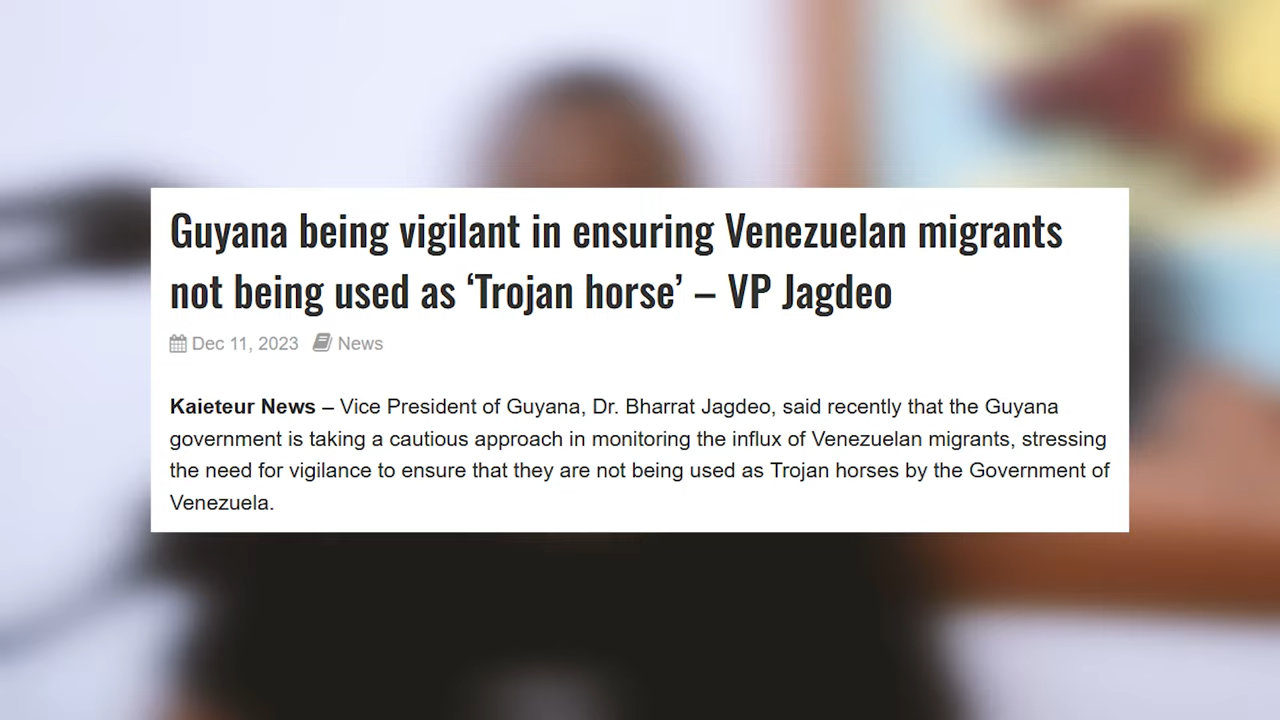 Guyana being vigilant in ensuring Venezuelan migrants
not being used as ‘Trojan horse’ – VP Jagdeo
Dec 11, 2023 News
Kaieteur News – Vice President of Guyana, Dr. Bharrat Jagdeo, said recently that the Guyana
government is taking a cautious approach in monitoring the influx of Venezuelan migrants, stressing
the need for vigilance to ensure that they are not being used as Trojan horses by the Government of
Venezuela.